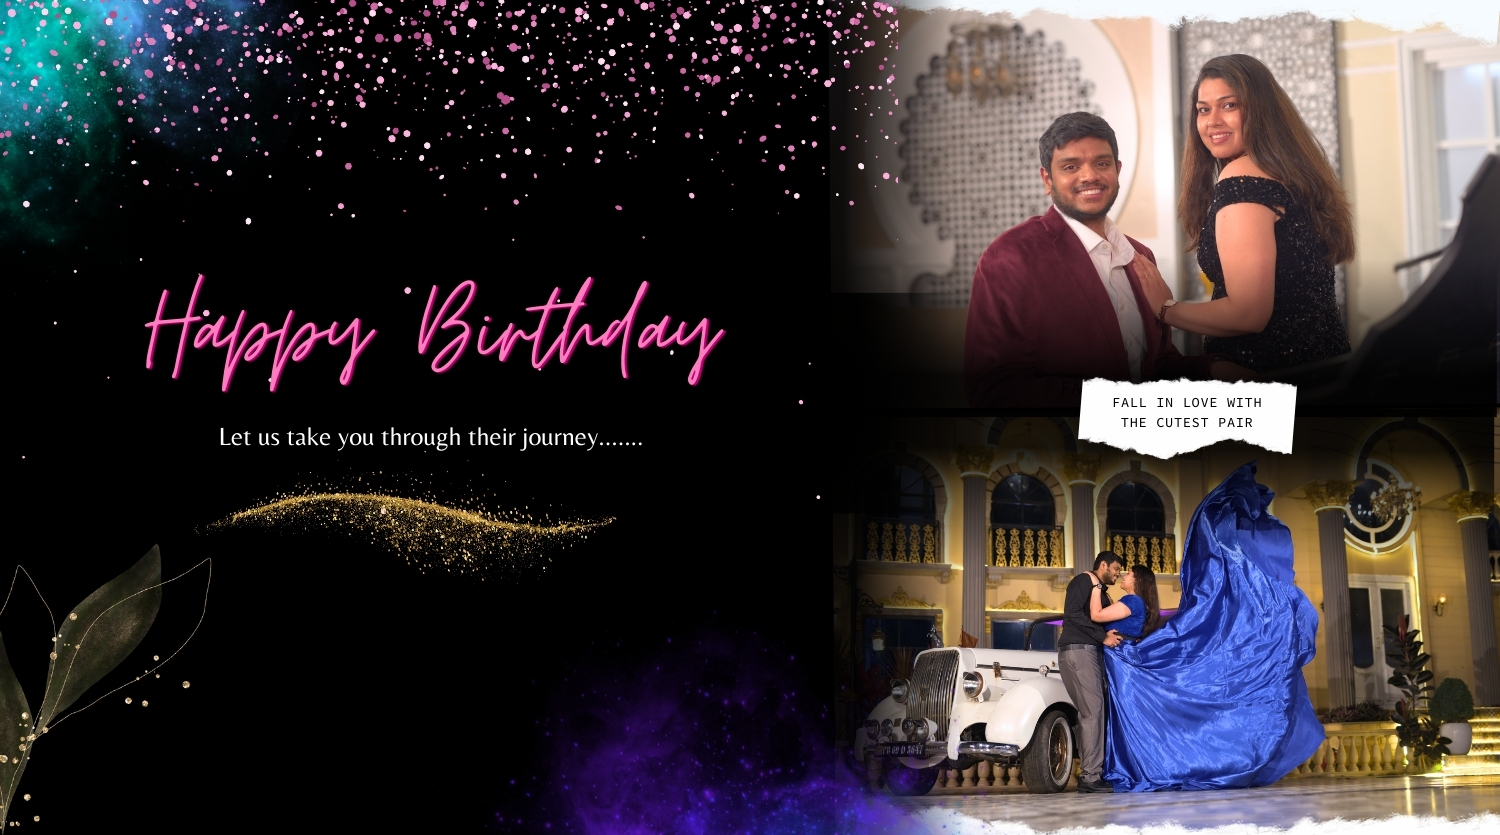 Happy Birthday
Let us take you through their journey.......
FALL IN LOVE WITH
THE CUTEST PAIR